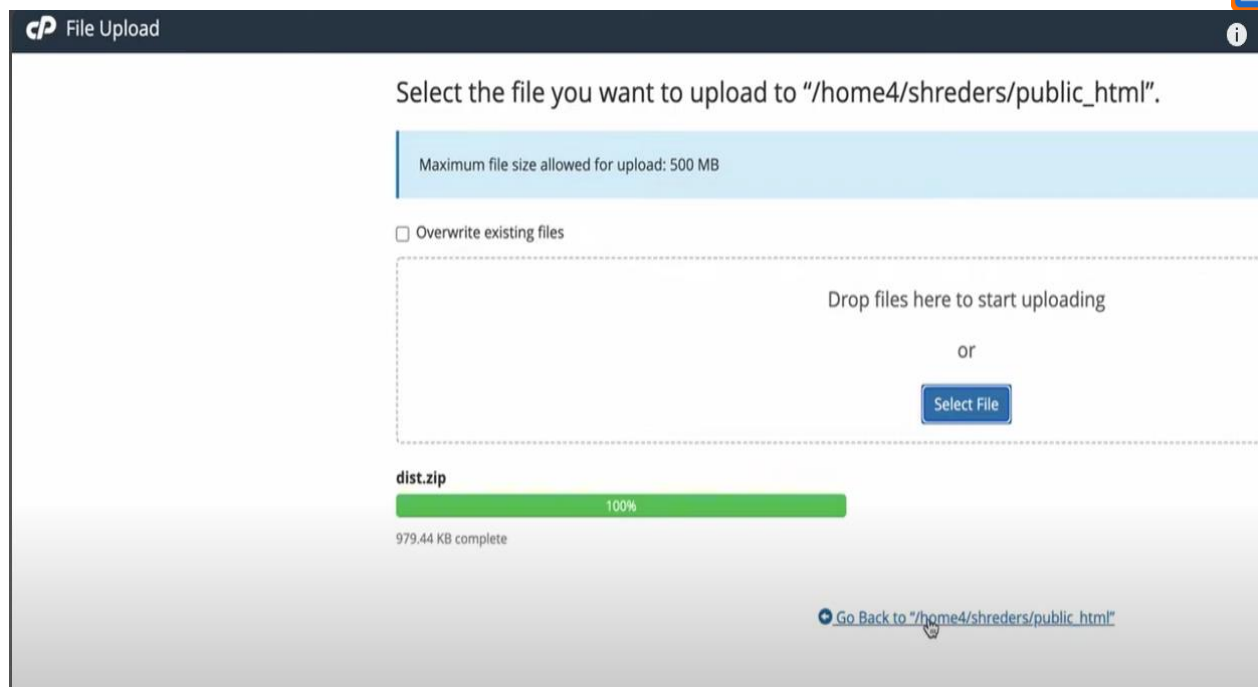 cP File Upload
Select the file you want to upload to “/home4/shreders/public_html”.
Maximum file size allowed for upload: 500 MB
Overwrite existing files
Drop files here to start uploading
or
Select File
dist.zip
100%
979.44 KB complete
Go Back to “/home4/shreders/public_html”